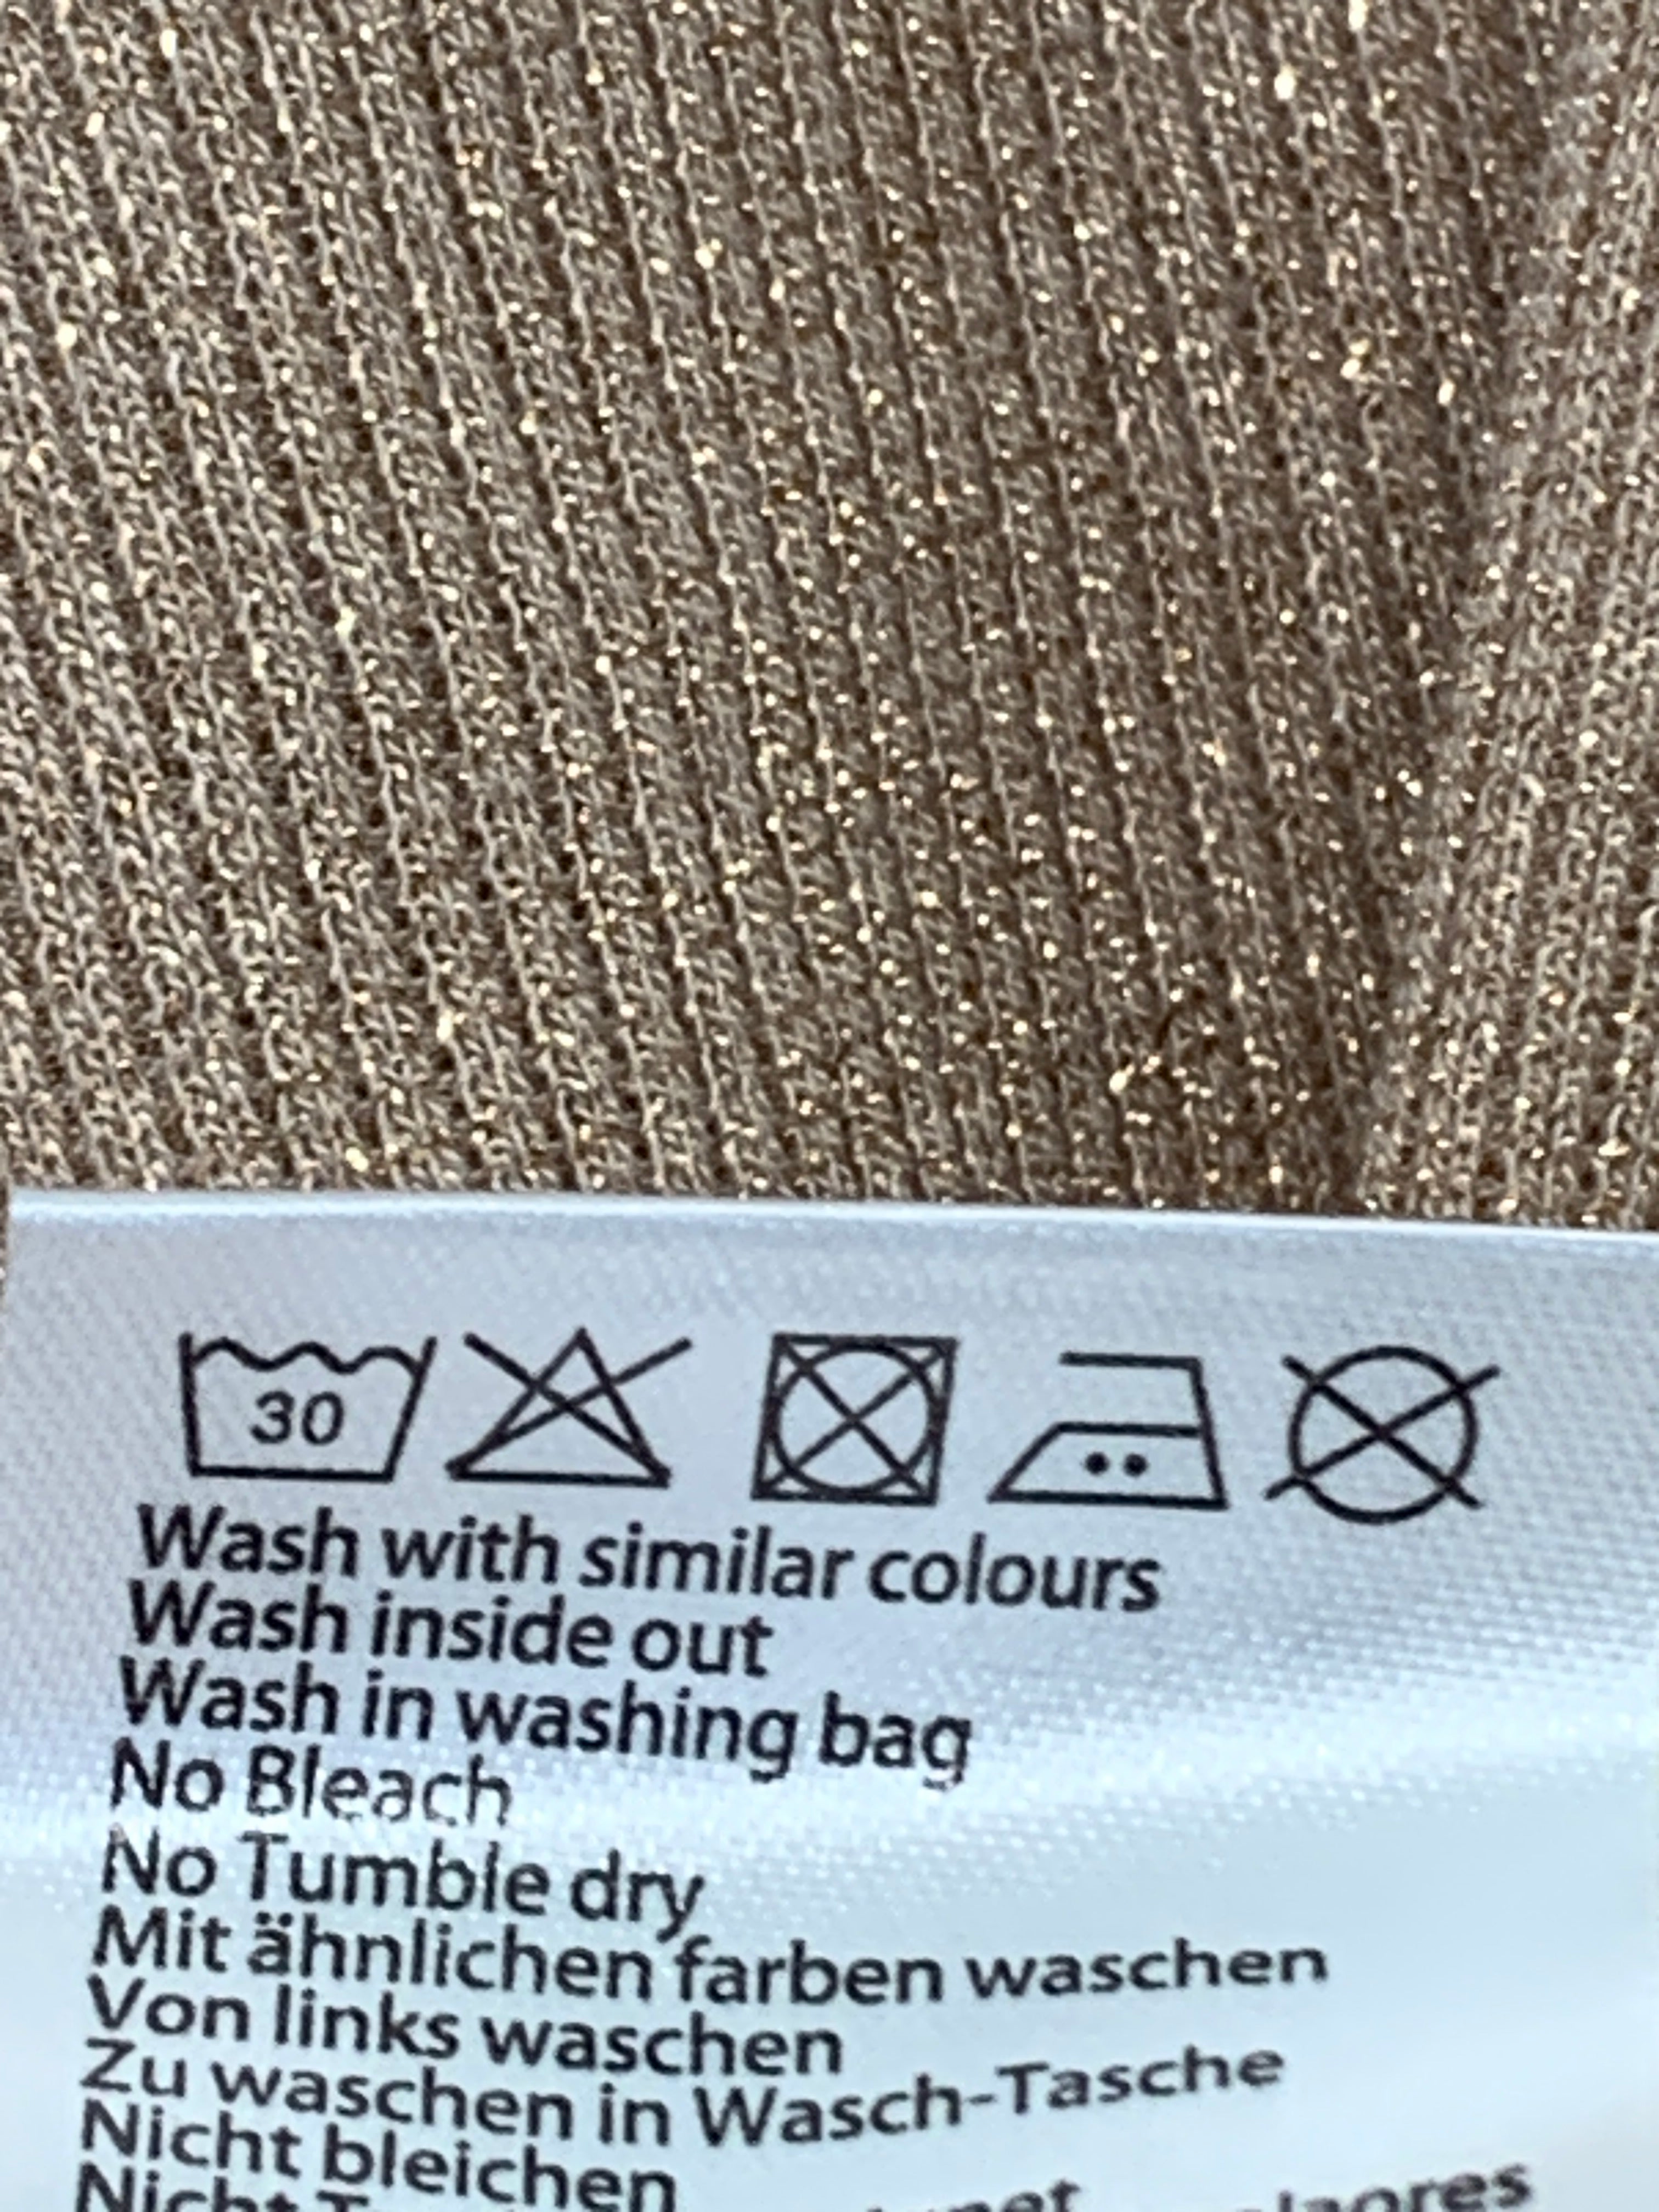 30
Wash with similar colours
Wash inside out
Wash in washing bag
No Bleach
No Tumble dry
Mit ähnlichen farben waschen
Von links waschen
Zu waschen in Wasch-Tasche
Nicht bleichen